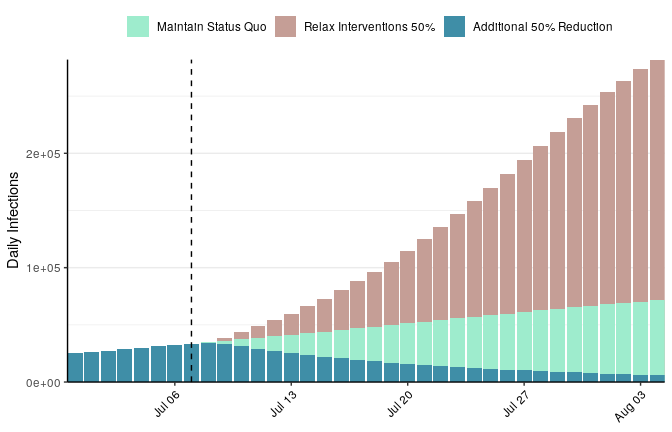 Maintain Status Quo Relax Interventions 50% Additional 50% Reduction
Daily Infections
2e+05
1e+05
0e+00
Jul 06 Jul 13 Jul 20 Jul 27 Aug 03